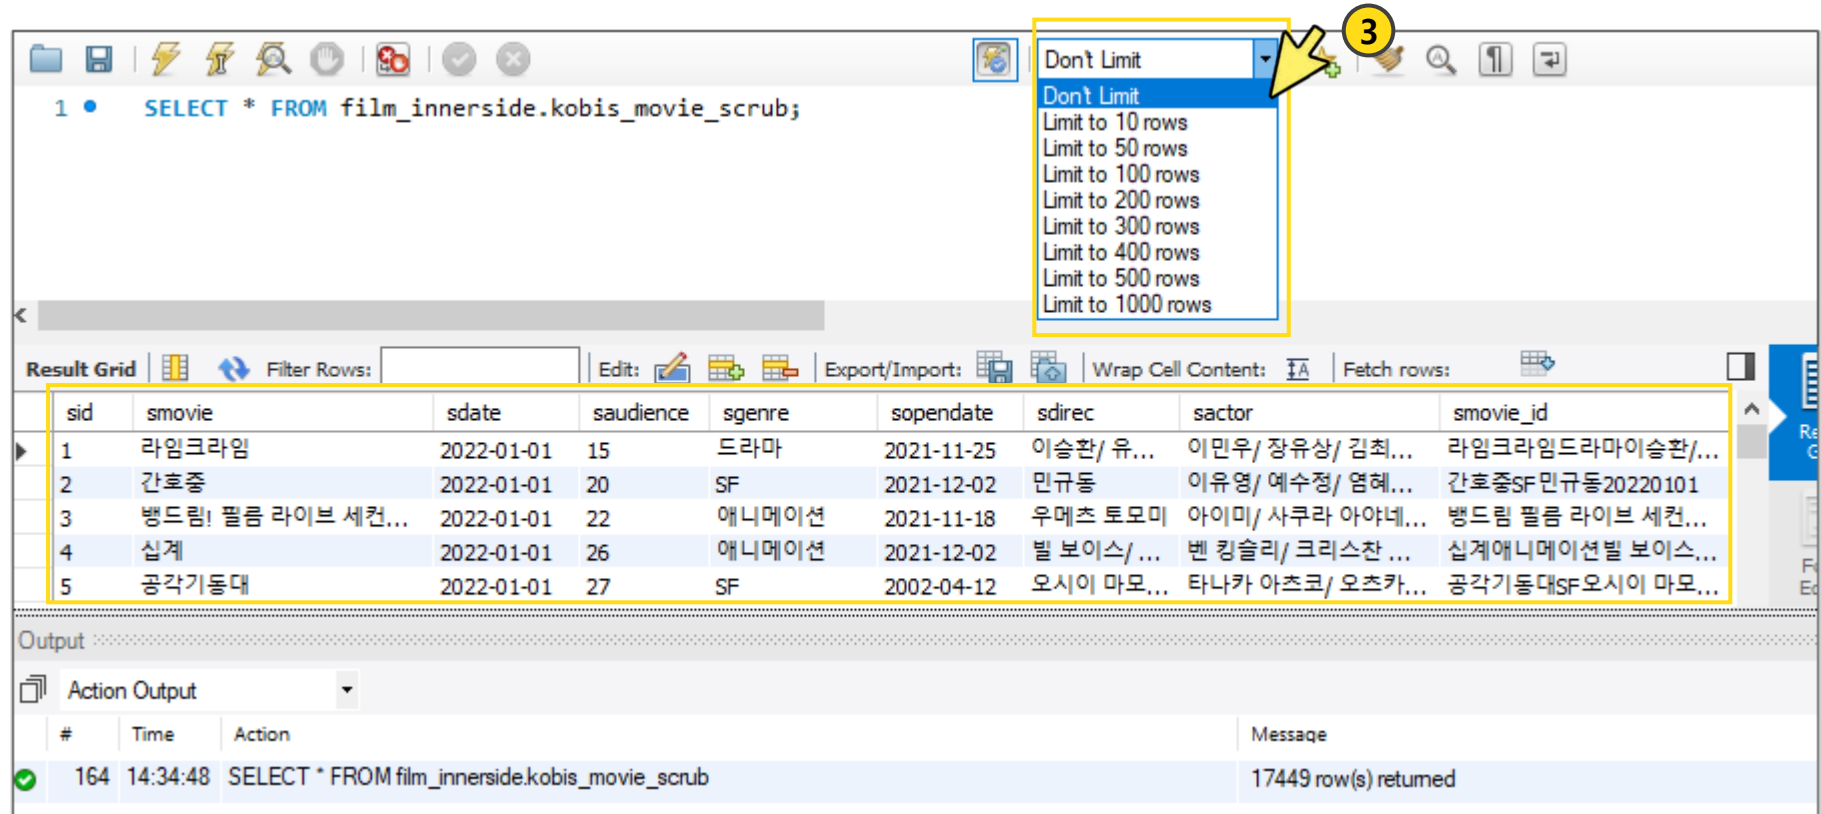 3
Don't Limit
Don't Limit
Limit to 10 rows
Limit to 50 rows
Limit to 100 rows
Limit to 200 rows
Limit to 300 rows
Limit to 400 rows
Limit to 500 rows
Limit to 1000 rows
1 SELECT * FROM film_innerside.kobis_movie_scrub;
Result Grid Filter Rows: Edit: Export/Import: Wrap Cell Content: Fetch rows:
sid smovie sdate saudience sgenre sopendate sdirec sactor smovie_id
1 라임크라임 2022-01-01 15 드라마 2021-11-25 이승환/ 유... 이민우/ 장유상/ 김최... 라임크라임드라마이승환/...
2 간호중 2022-01-01 20 SF 2021-12-02 민규동 이유영/ 예수정/ 염혜... 간호중SF민규동20220101
3 뱅드림! 필름 라이브 세컨... 2022-01-01 22 애니메이션 2021-11-18 우메츠 토모미 아이미/ 사쿠라 아야네... 뱅드림 필름 라이브 세컨...
4 십계 2022-01-01 26 애니메이션 2021-12-02 빌 보이스/ ... 벤 킹슬리/ 크리스찬 ... 십계애니메이션빌 보이스...
5 공각기동대 2022-01-01 27 SF 2002-04-12 오시이 마모... 타나카 아츠코/ 오츠카... 공각기동대SF오시이 마모...
Output
Action Output
# Time Action Message
164 14:34:48 SELECT * FROM film_innerside.kobis_movie_scrub 17449 row(s) returned